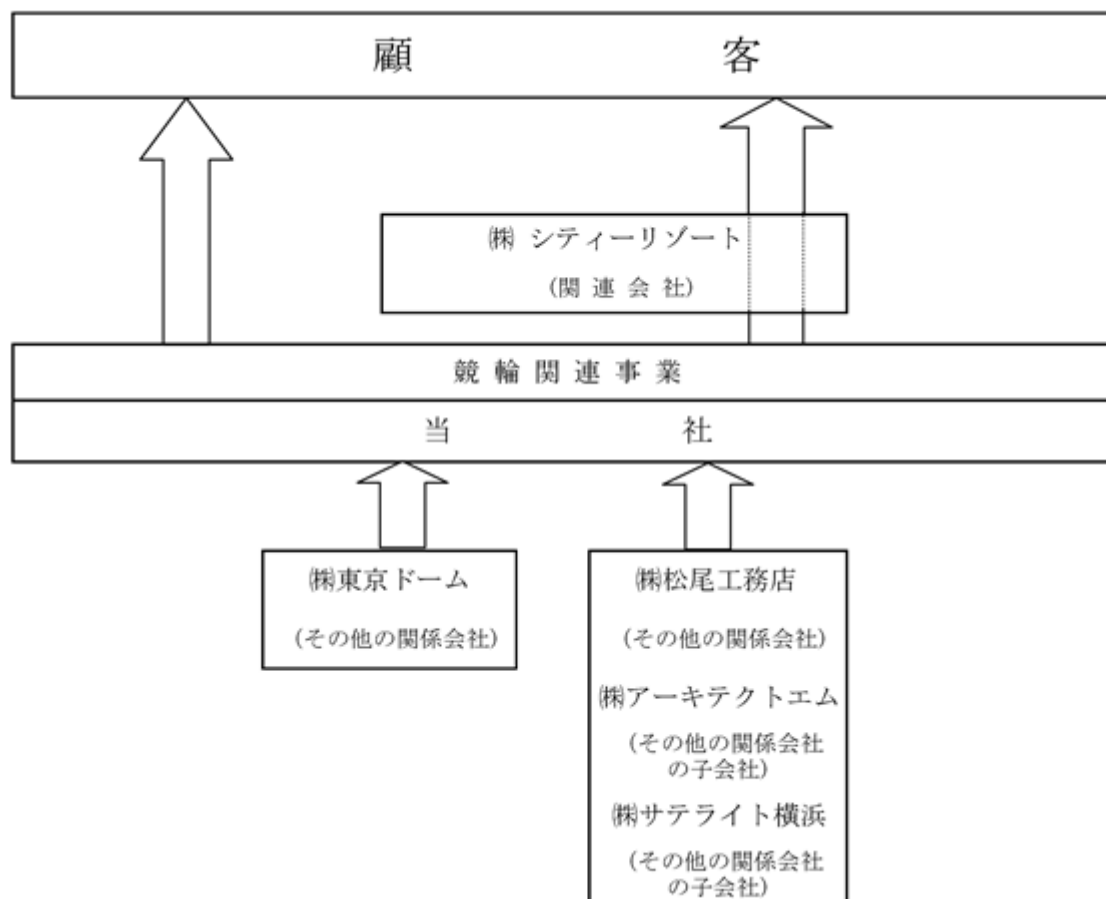 顧客
㈱ シティーリゾート
(関連会社)
競輪関連事業
当社
㈱東京ドーム
(その他の関係会社)
㈱松尾工務店
(その他の関係会社)
㈱アーキテクトエム
(その他の関係会社
の子会社)
㈱サテライト横浜
(その他の関係会社
の子会社)